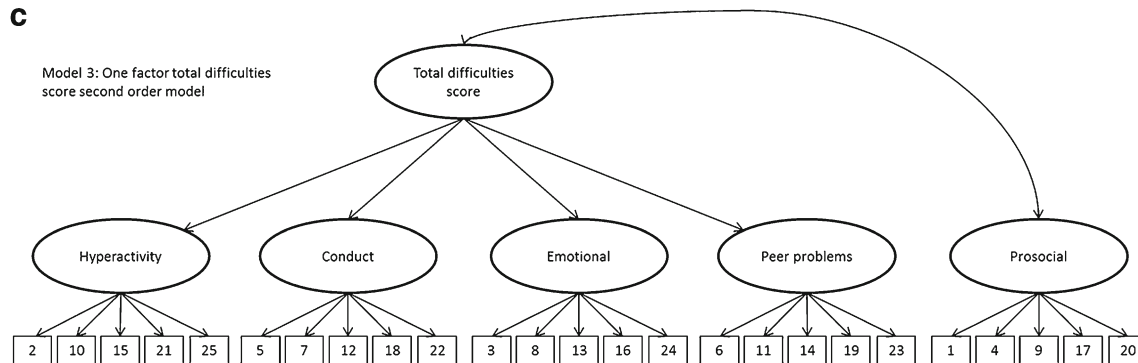 c
Model 3: One factor total difficulties
score second order model
Total difficulties
score
Hyperactivity
Conduct
Emotional
Peer problems
Prosocial
2 10 15 21 25 5 7 12 18 22 3 8 13 16 24 6 11 14 19 23 1 4 9 17 20